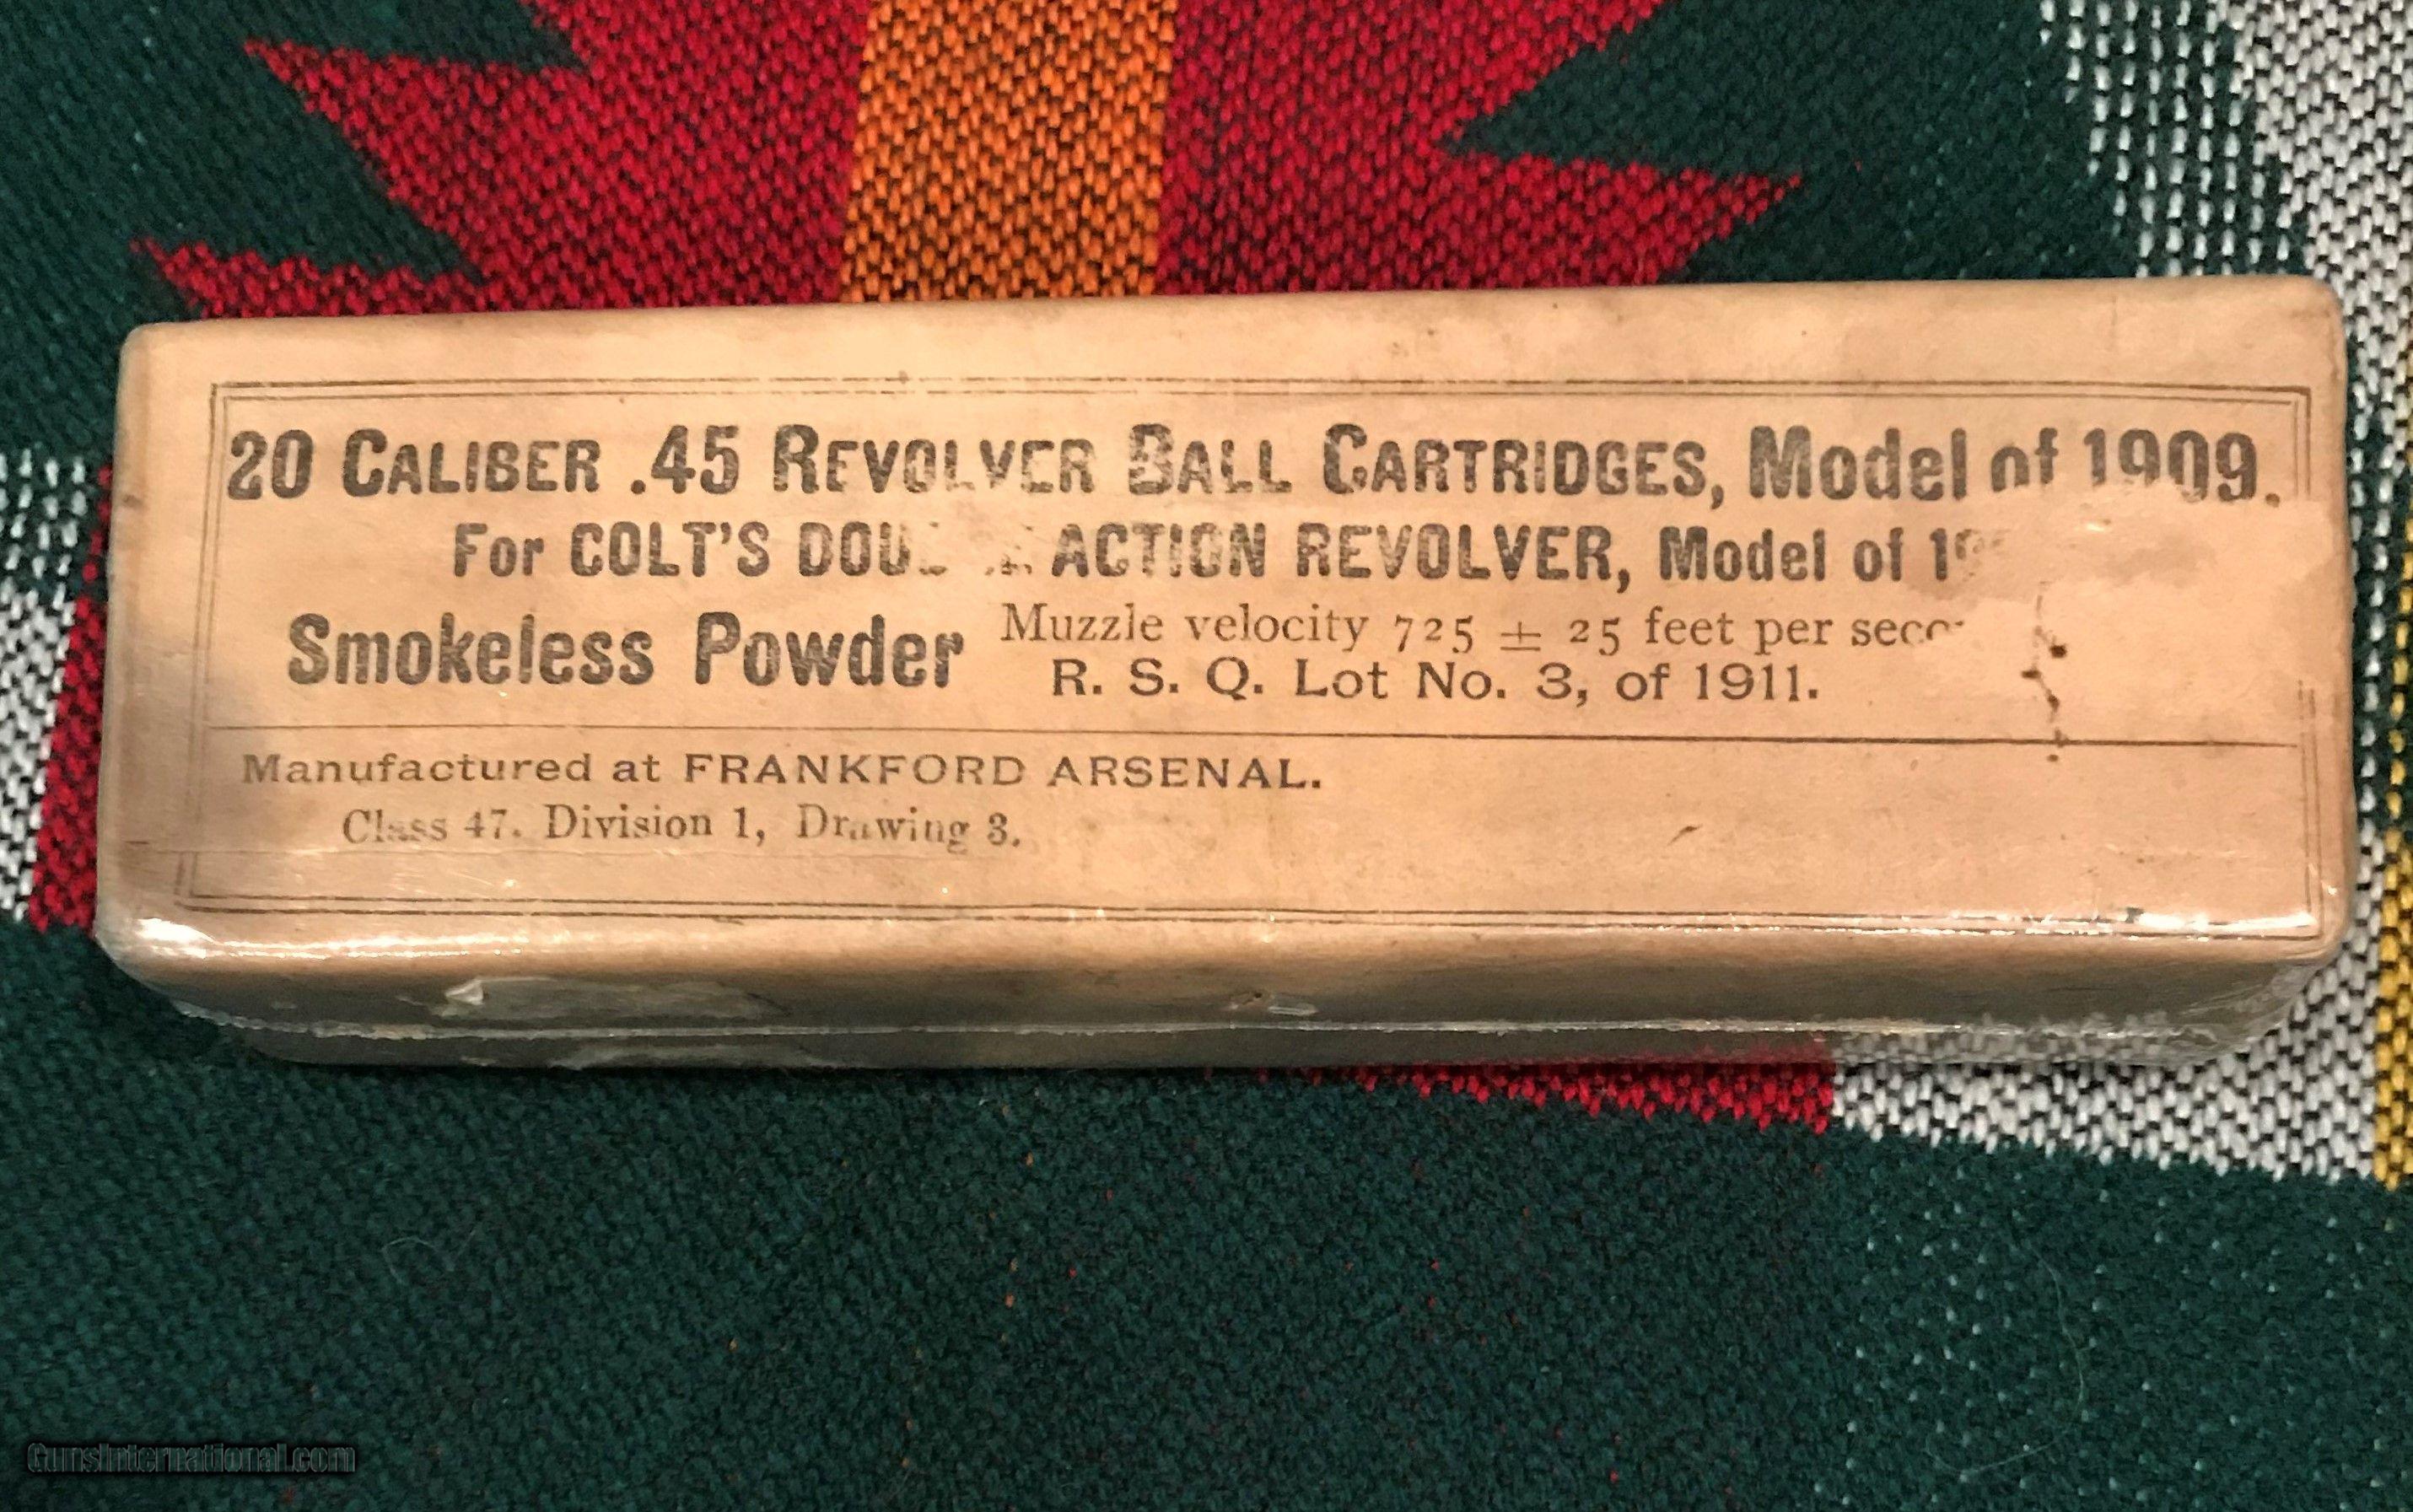 20 CALIBER .45 REVOLVER BALL CARTRIDGES, Model of 1909.
For COLT'S ACTION REVOLVER, Model of
Smokeless Powder
Muzzle velocity 725 ± 25 feet per
R. S. Q. Lot No. 3, of 1911.
Manufactured at FRANKFORD ARSENAL.
Class 47. Division 1, Drawing 3.
GunsInternational.com